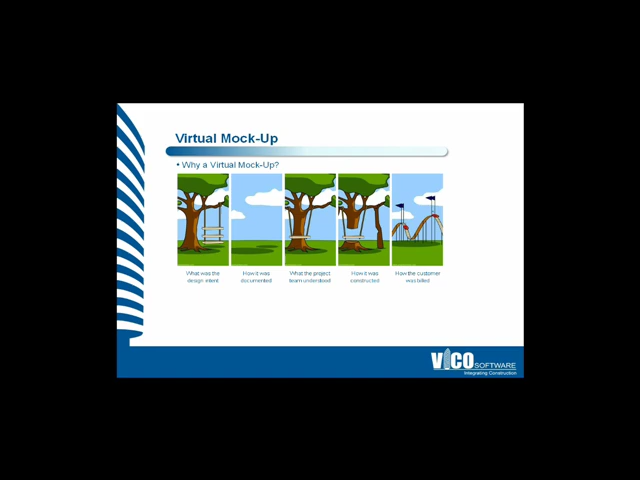 Virtual Mock-Up
• Why a Virtual Mock-Up?
What was the
design intent
How it was
documented
What the project
team understood
How it was
constructed
How the customer
was billed
VICO SOFTWARE
Integrating Construction